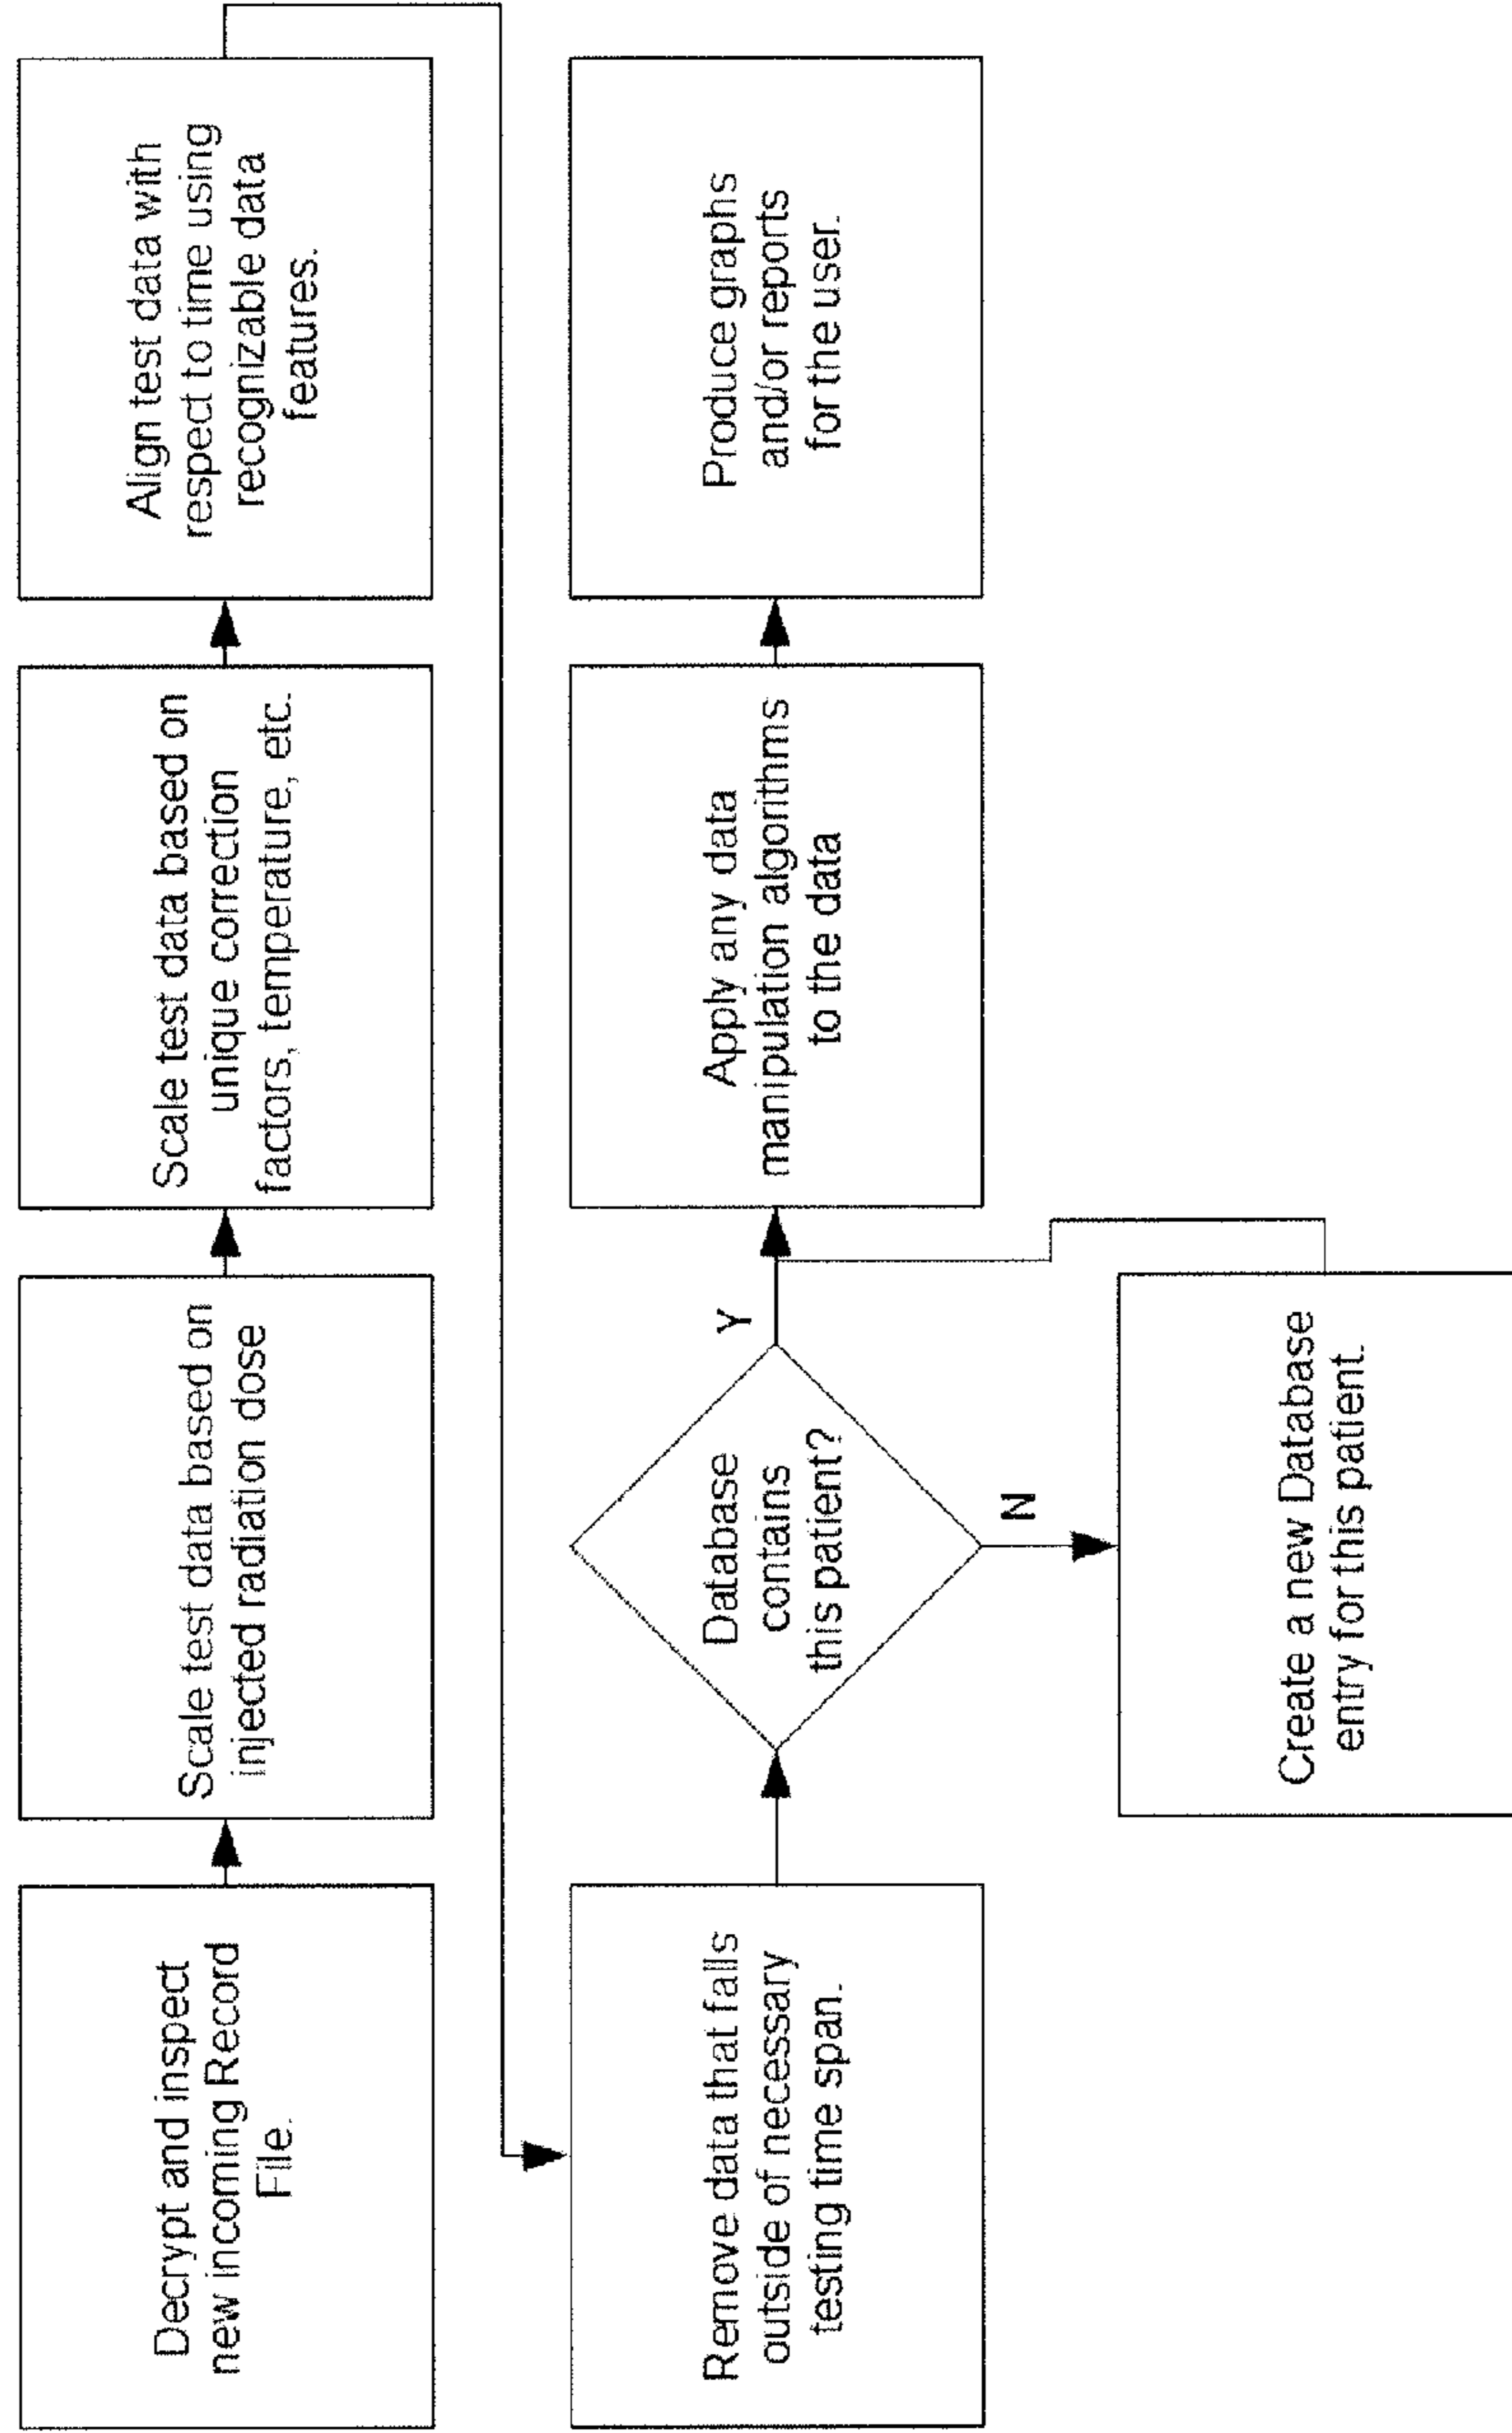 Decrypt and inspect
new incoming Record
File.
Scale test data based on
injected radiation dose
Scale test data based on
unique correction
factors, temperature, etc.
Align test data with
respect to time using
recognizable data
features.
Remove data that falls
outside of necessary
testing time span.
Database
contains
this patient?
Y
N
Apply any data
manipulation algorithms
to the data
Produce graphs
and/or reports
for the user.
Create a new Database
entry for this patient.